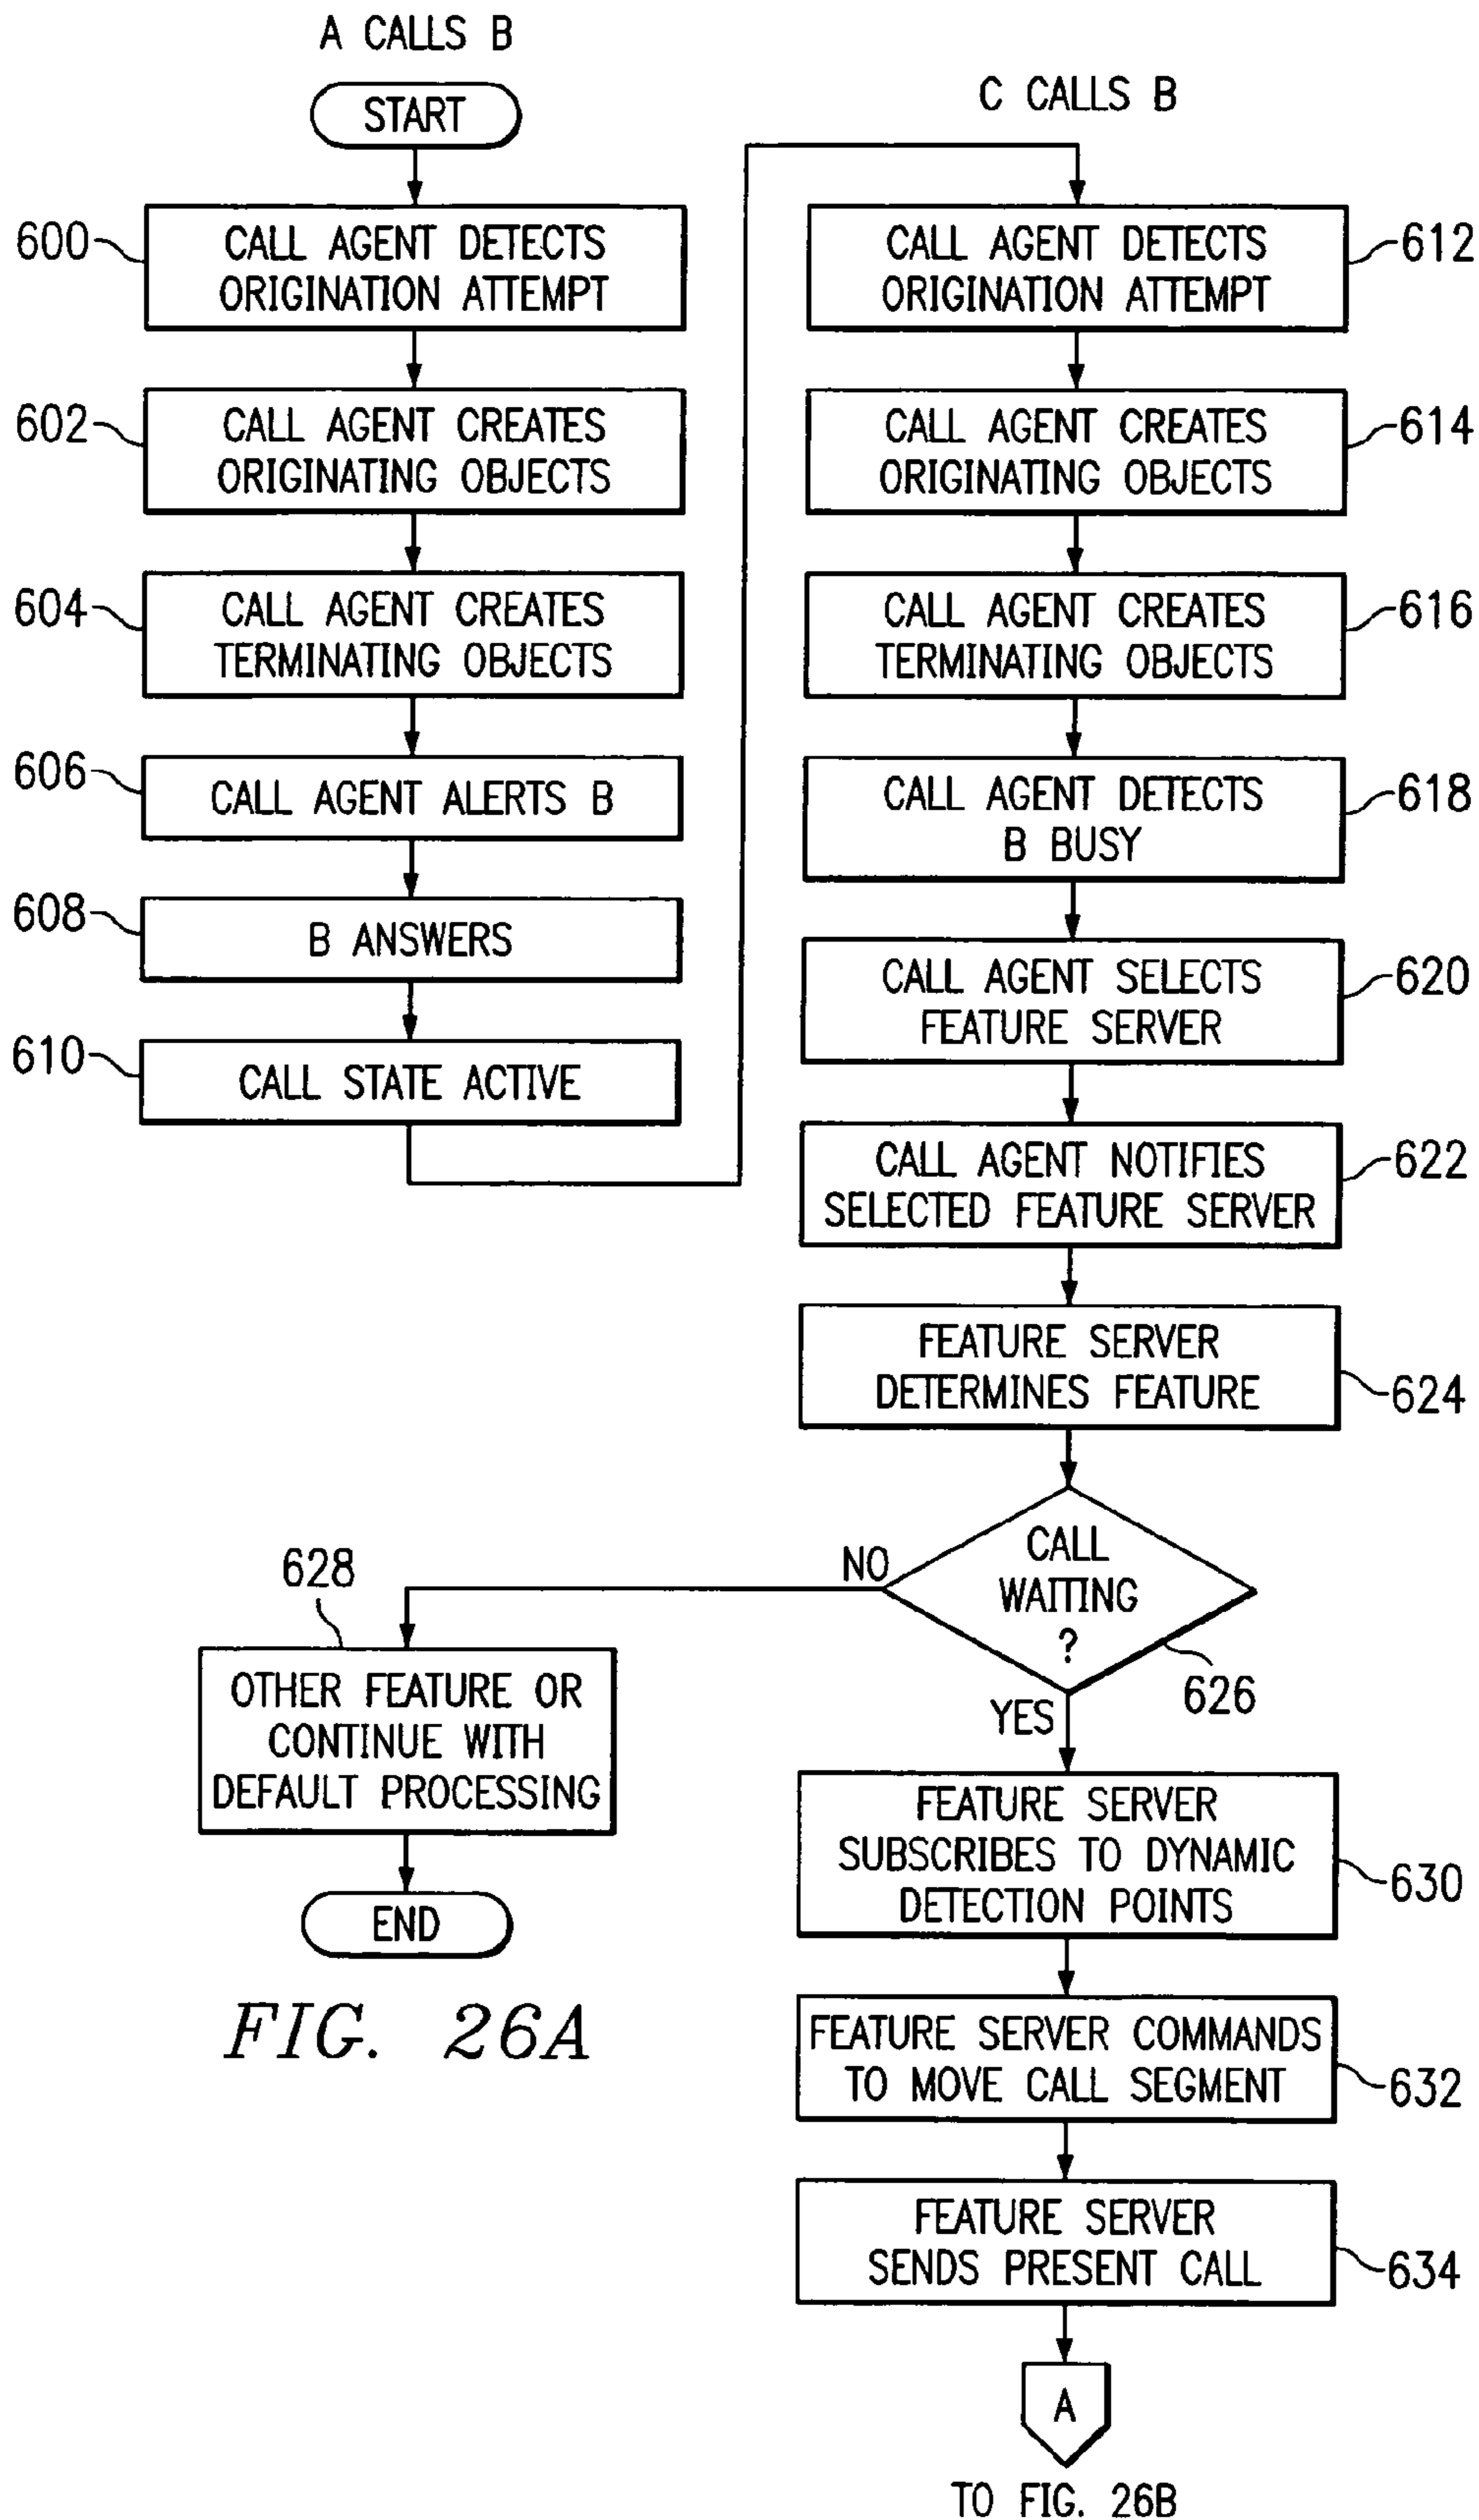 A CALLS B
START
600
CALL AGENT DETECTS
ORIGINATION ATTEMPT
602
CALL AGENT CREATES
ORIGINATING OBJECTS
604
CALL AGENT CREATES
TERMINATING OBJECTS
606
CALL AGENT ALERTS B
608
B ANSWERS
610
CALL STATE ACTIVE
C CALLS B
CALL AGENT DETECTS
ORIGINATION ATTEMPT
612
CALL AGENT CREATES
ORIGINATING OBJECTS
614
CALL AGENT CREATES
TERMINATING OBJECTS
616
CALL AGENT DETECTS
B BUSY
618
CALL AGENT SELECTS
FEATURE SERVER
620
CALL AGENT NOTIFIES
SELECTED FEATURE SERVER
622
FEATURE SERVER
DETERMINES FEATURE
624
CALL
WAITING
?
626
NO
628
OTHER FEATURE OR
CONTINUE WITH
DEFAULT PROCESSING
END
YES
FEATURE SERVER
SUBSCRIBES TO DYNAMIC
DETECTION POINTS
630
FEATURE SERVER COMMANDS
TO MOVE CALL SEGMENT
632
FEATURE SERVER
SENDS PRESENT CALL
634
A
TO FIG. 26B
FIG. 26A